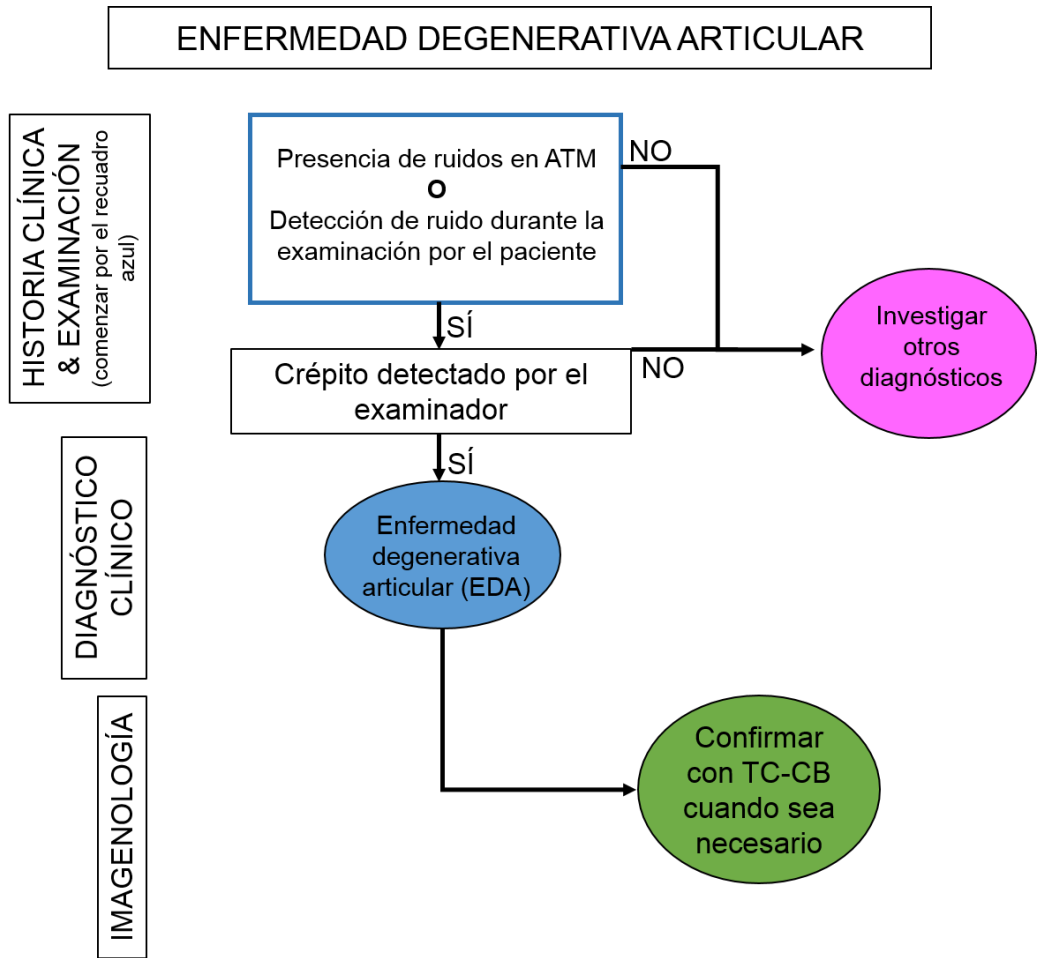 ENFERMEDAD DEGENERATIVA ARTICULAR
HISTORIA CLÍNICA
& EXAMINACIÓN
(comenzar por el recuadro
azul)
Presencia de ruidos en ATM
O
Detección de ruido durante la
examinación por el paciente
NO
SÍ
Crépito detectado por el
examinador
NO
Investigar
otros
diagnósticos
SÍ
DIAGNÓSTICO
CLÍNICO
Enfermedad
degenerativa
articular (EDA)
IMAGENOLOGÍA
Confirmar
con TC-CB
cuando sea
necesario